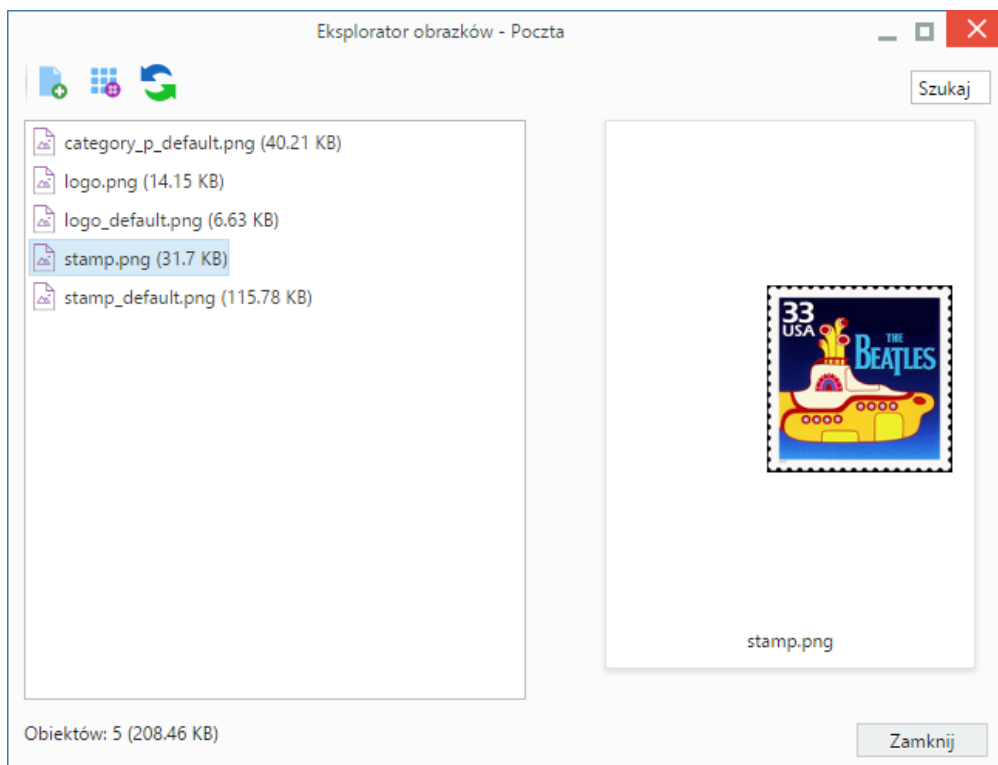 Eksplorator obrazków - Poczta
Szukaj
category_p_default.png (40.21 KB)
logo.png (14.15 KB)
logo_default.png (6.63 KB)
stamp.png (31.7 KB)
stamp_default.png (115.78 KB)
33
USA
THE
BEATLES
stamp.png
Obiektów: 5 (208.46 KB)
Zamknij